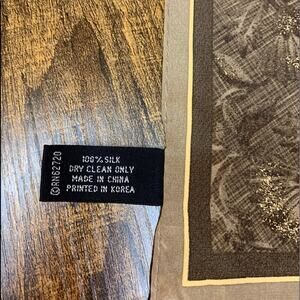 100% SILK
DRY CLEAN ONLY
MADE IN CHINA
PRINTED IN KOREA
RN62720